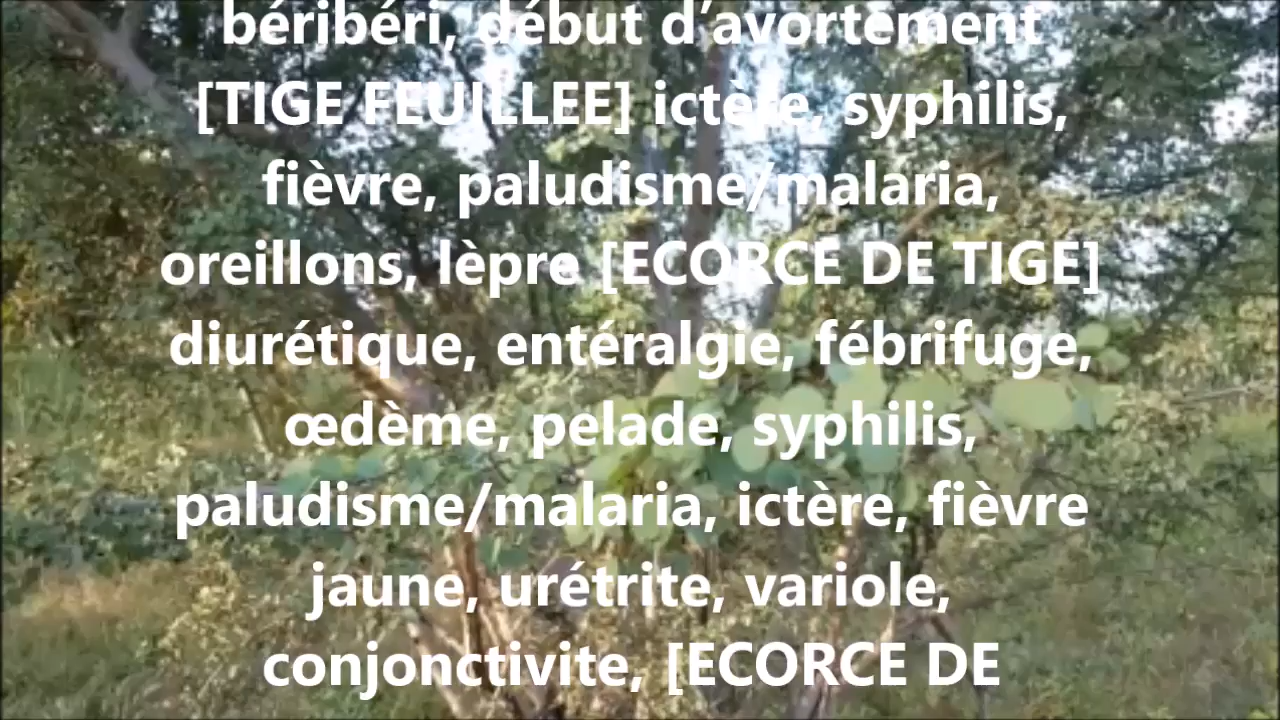 béribéri, début d’avortement
[TIGE FEUILLEE] ictère, syphilis,
fièvre, paludisme/malaria,
oreillons, lèpre [ECORCE DE TIGE]
diurétique, entéralgie, fébrifuge,
œdème, pelade, syphilis,
paludisme/malaria, ictère, fièvre
jaune, urétrite, variole,
conjonctivite, [ECORCE DE